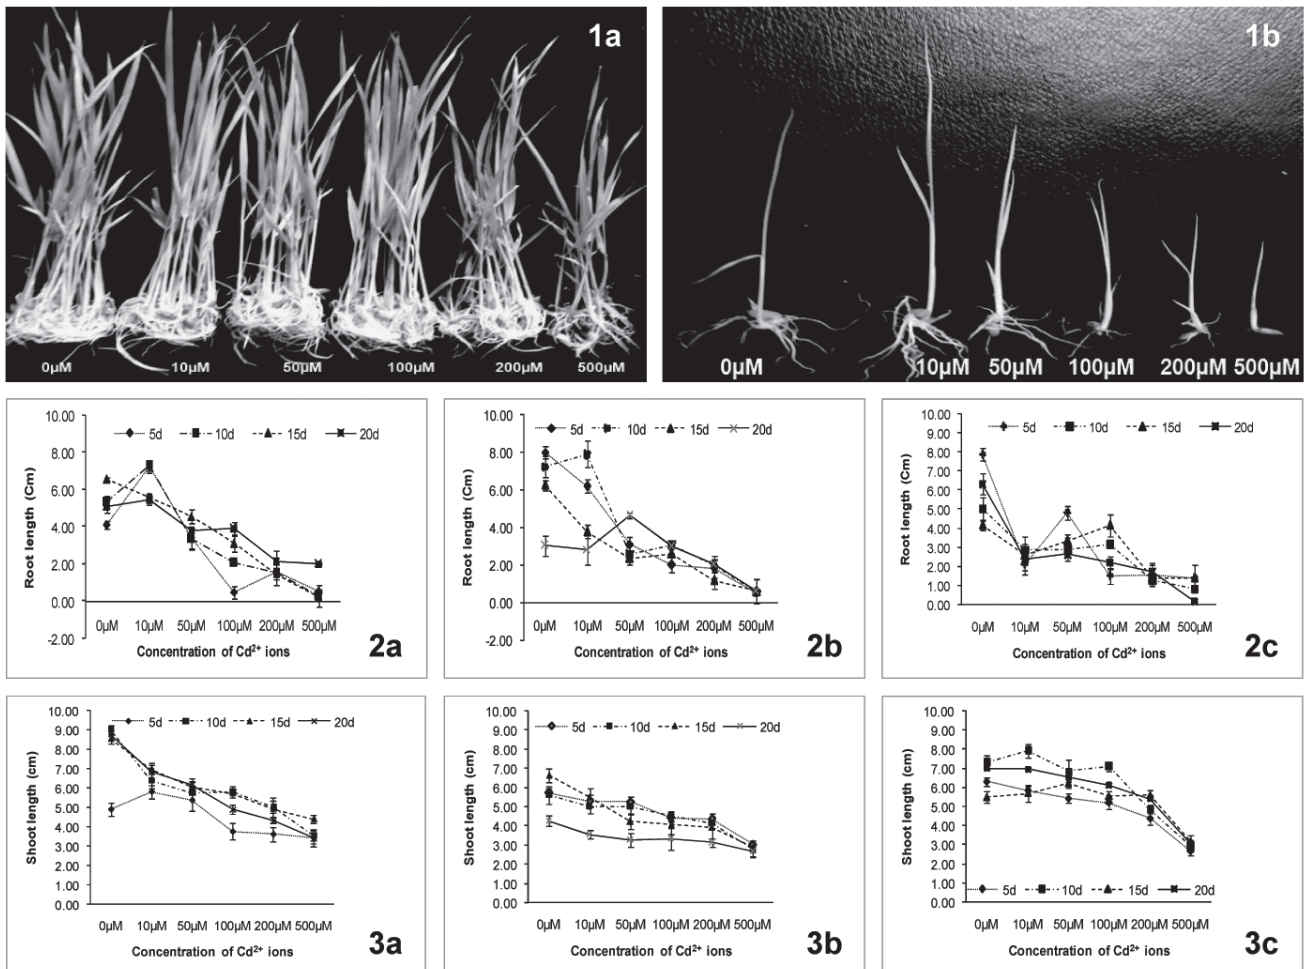 1a
0µM 10µM 50µM 100µM 200µM 500µM
1b
0µM 10µM 50µM 100µM 200µM 500µM
10.00
8.00
6.00
4.00
2.00
0.00
-2.00
Root length (Cm)
5d 10d 15d 20d
0µM 10µM 50µM 100µM 200µM 500µM
Concentration of Cd²⁺ ions
2a
10.00
8.00
6.00
4.00
2.00
0.00
-2.00
Root length (Cm)
5d 10d 15d 20d
0µM 10µM 50µM 100µM 200µM 500µM
Concentration of Cd²⁺ ions
2b
10.00
9.00
8.00
7.00
6.00
5.00
4.00
3.00
2.00
1.00
0.00
Root length (Cm)
5d 10d 15d 20d
0µM 10µM 50µM 100µM 200µM 500µM
Concentration of Cd²⁺ ions
2c
10.00
9.00
8.00
7.00
6.00
5.00
4.00
3.00
2.00
1.00
0.00
Shoot length (cm)
5d 10d 15d 20d
0µM 10µM 50µM 100µM 200µM 500µM
Concentration of Cd²⁺ ions
3a
10.00
9.00
8.00
7.00
6.00
5.00
4.00
3.00
2.00
1.00
0.00
Shoot length (cm)
5d 10d 15d 20d
0µM 10µM 50µM 100µM 200µM 500µM
Concentration of Cd²⁺ ions
3b
10.00
9.00
8.00
7.00
6.00
5.00
4.00
3.00
2.00
1.00
0.00
Shoot length (cm)
5d 10d 15d 20d
0µM 10µM 50µM 100µM 200µM 500µM
Concentration of Cd²⁺ ions
3c